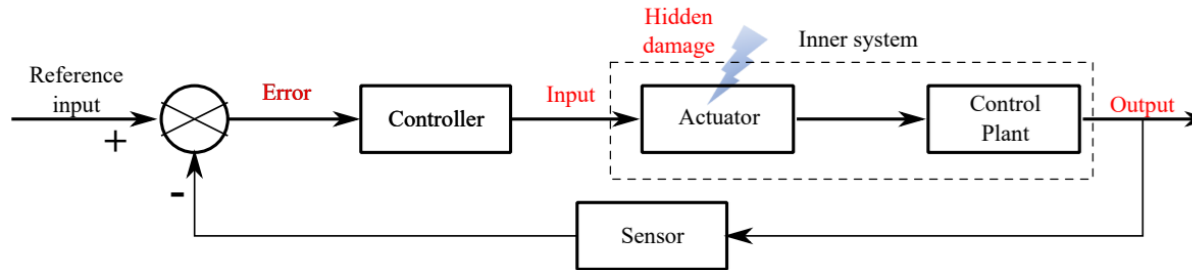 Hidden
damage
Inner system
Reference
input
Error
Controller
Input
Actuator
Control
Plant
Output
+
-
Sensor